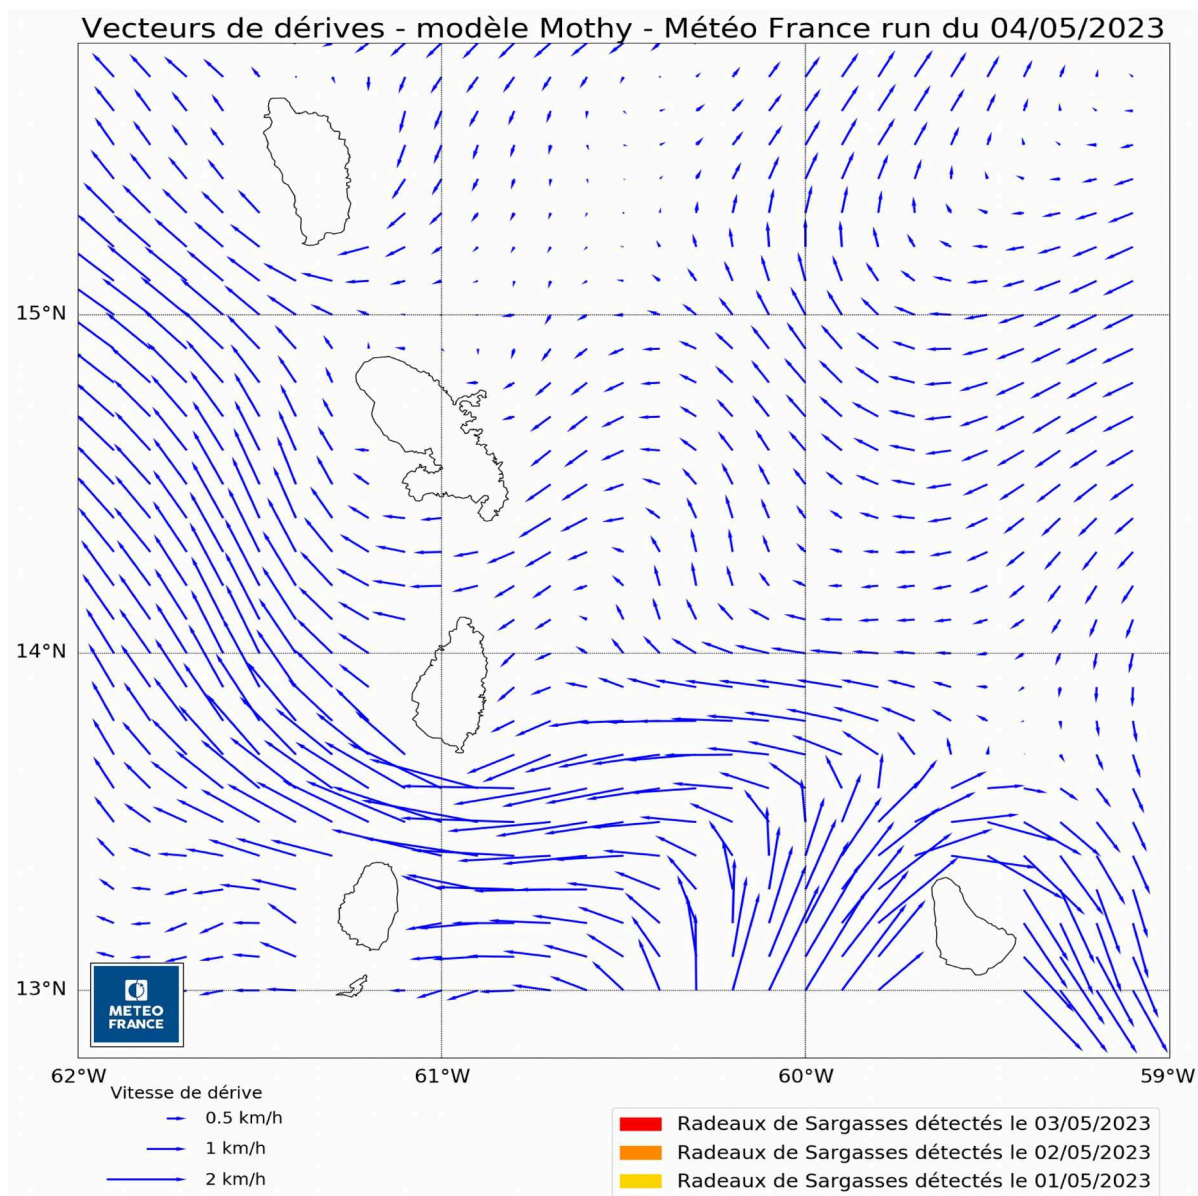 Vecteurs de dérives - modèle Mothy - Météo France run du 04/05/2023
15°N
14°N
13°N
METEO
FRANCE
62°W
61°W
60°W
59°W
Vitesse de dérive
0.5 km/h
1 km/h
2 km/h
Radeaux de Sargasses détectés le 03/05/2023
Radeaux de Sargasses détectés le 02/05/2023
Radeaux de Sargasses détectés le 01/05/2023